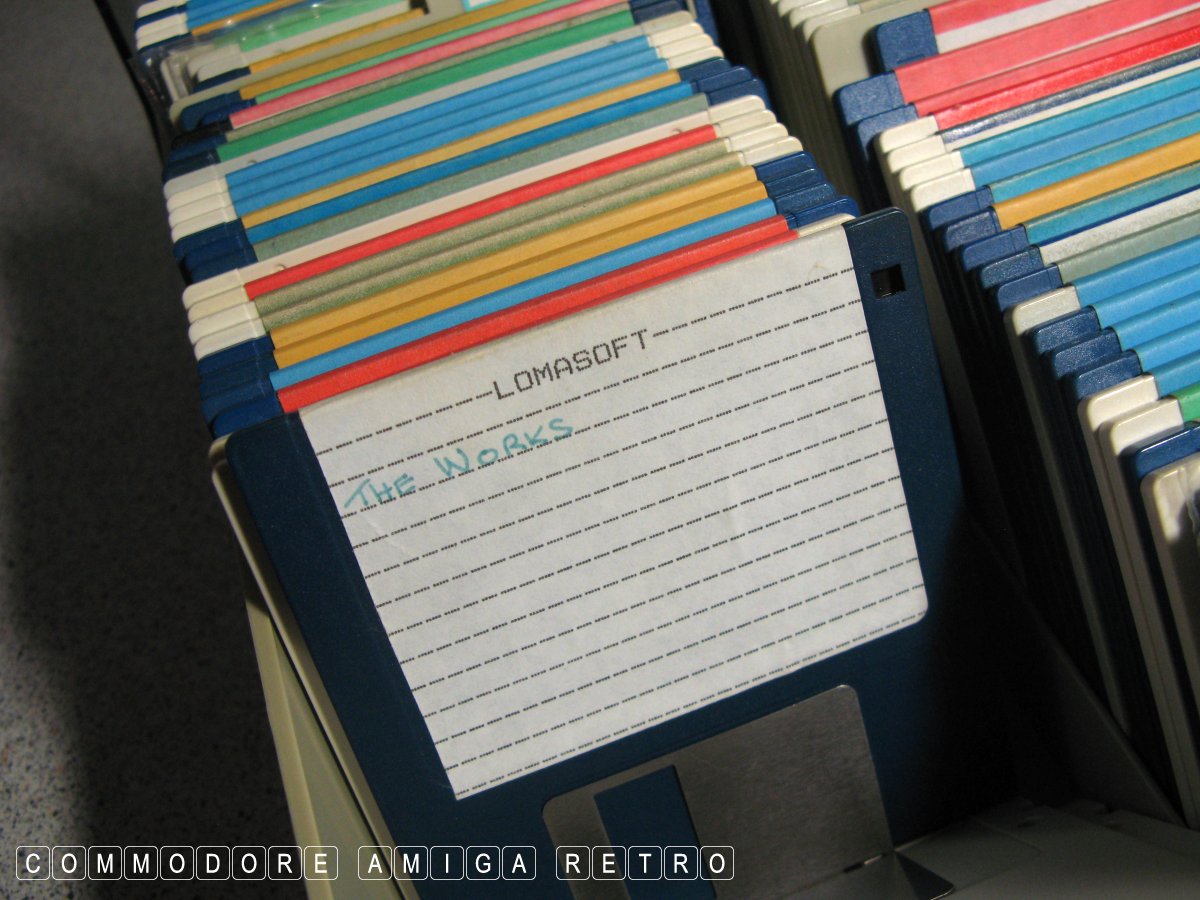 LOMASOFT
THE WORKS
COMMODORE AMIGA RETRO